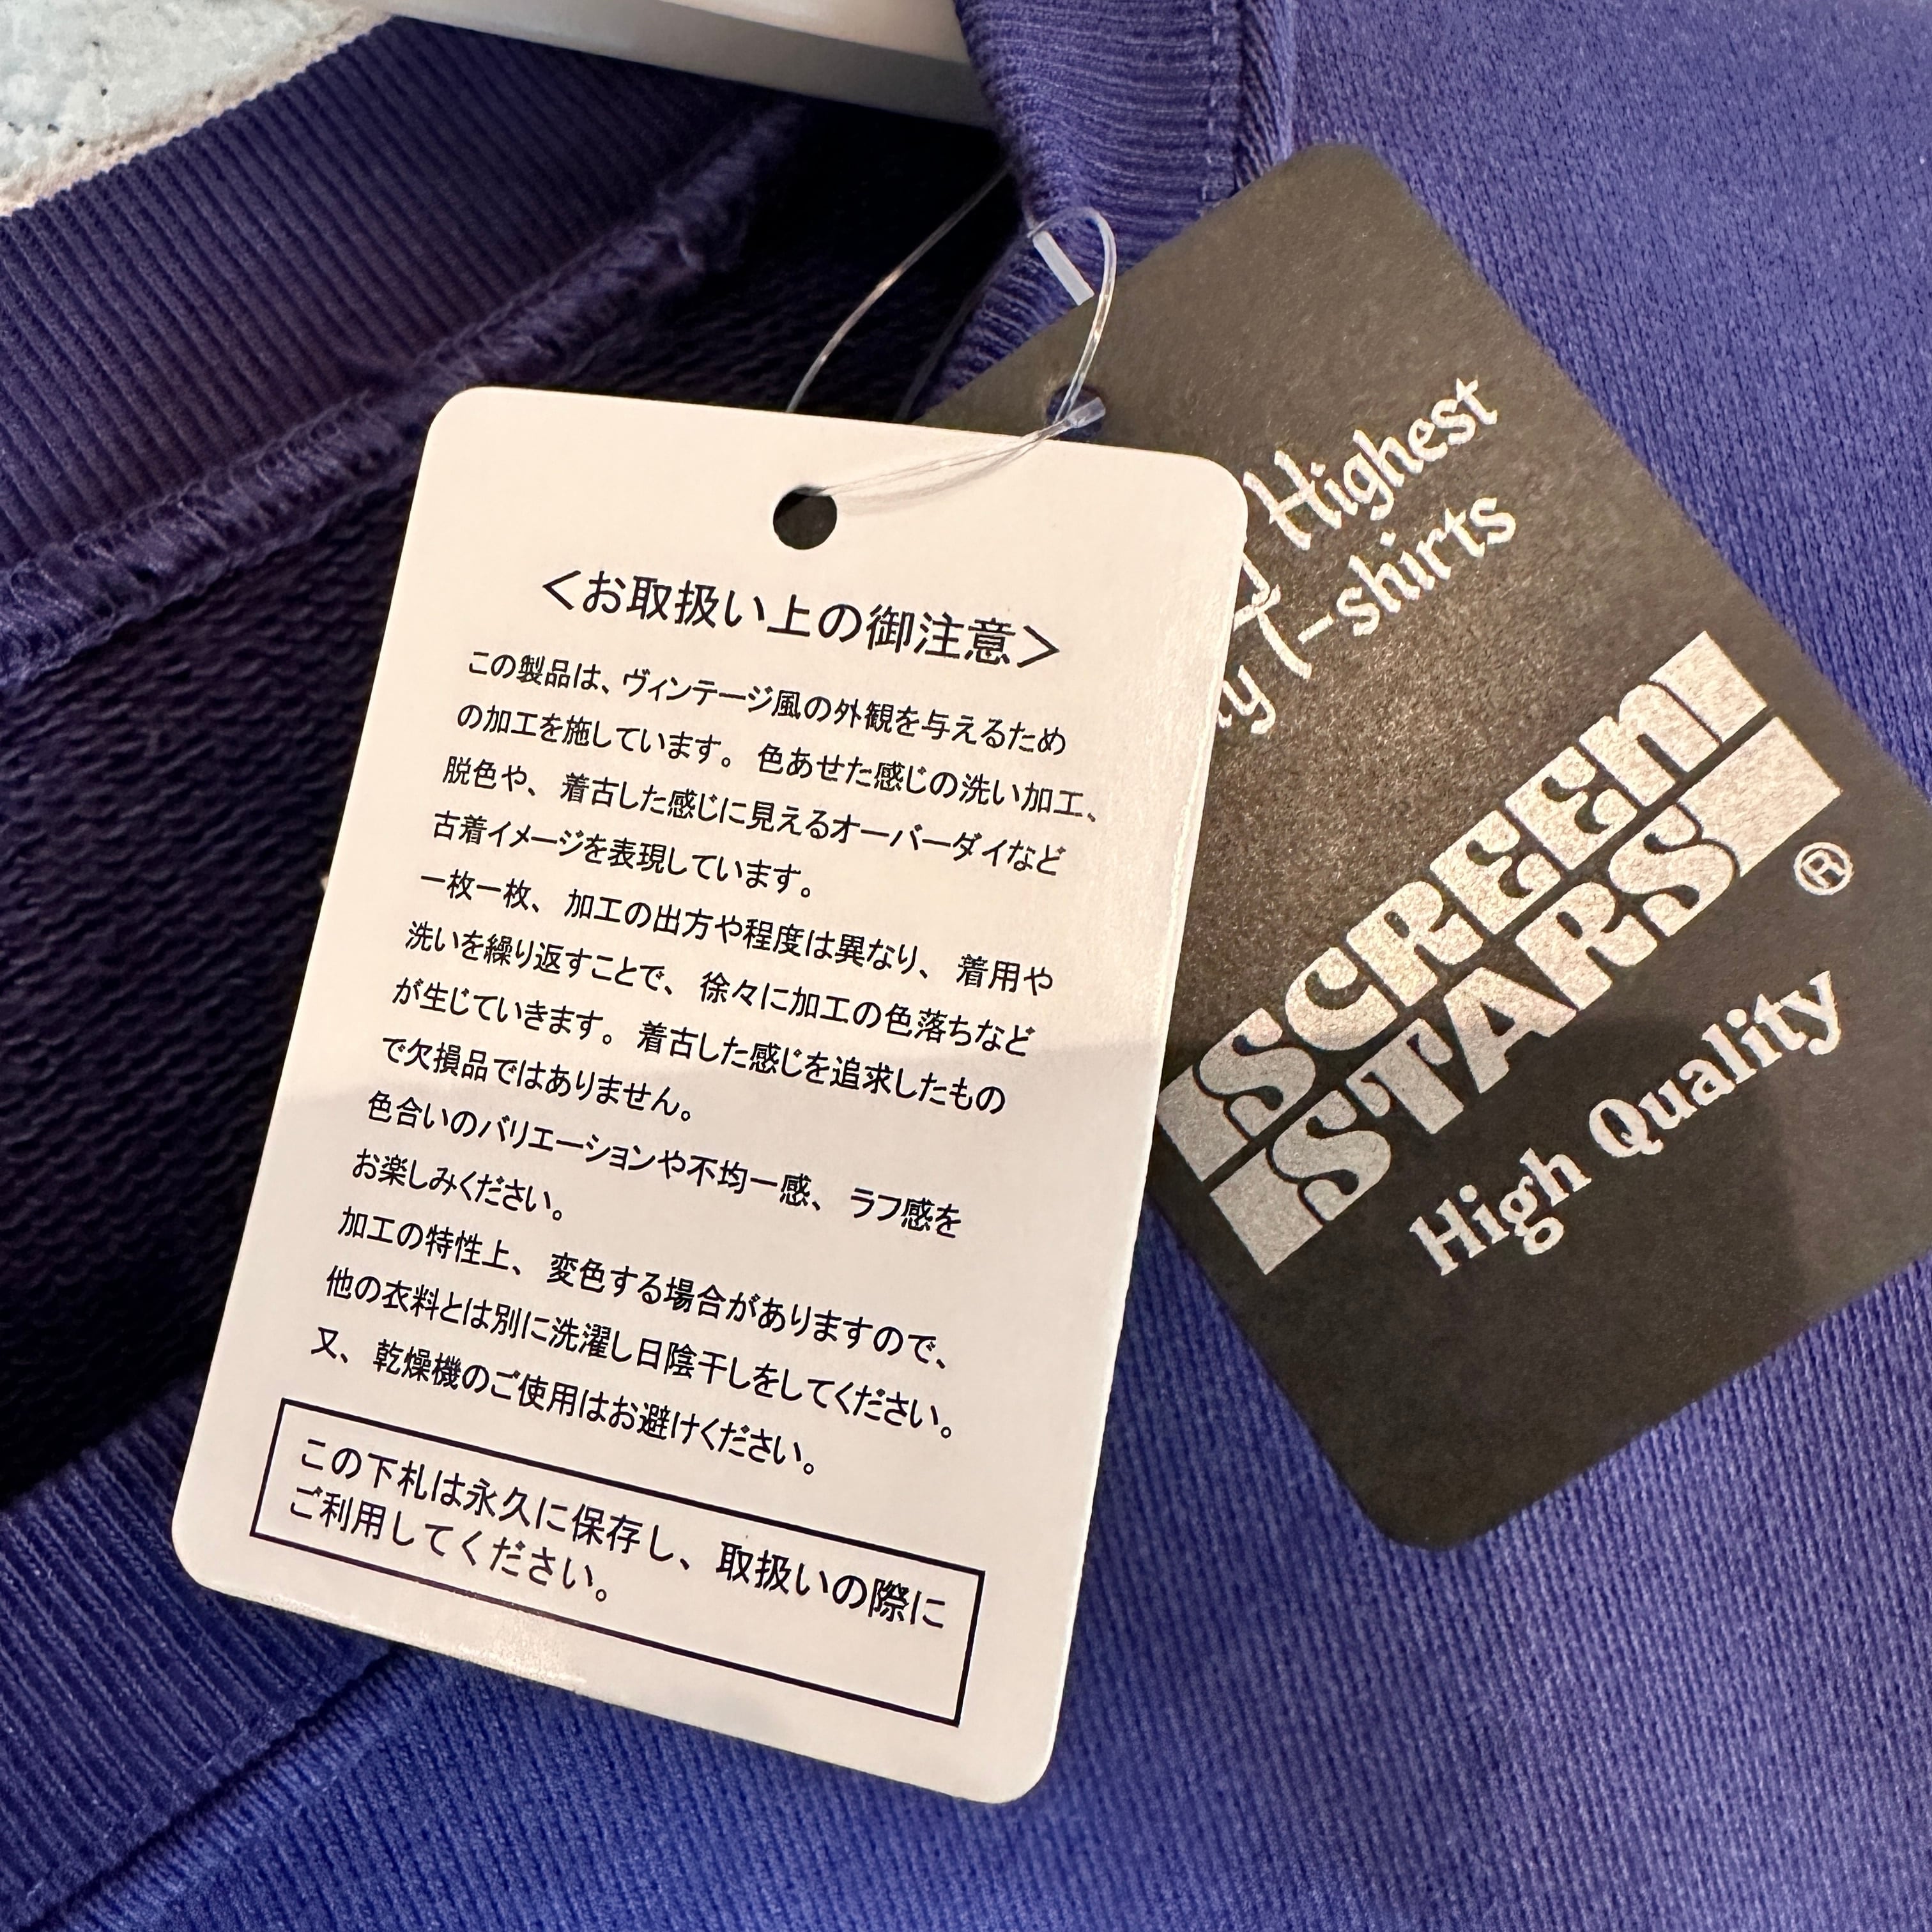 ＜お取扱い上の御注意＞
この製品は、ヴィンテージ風の外観を与えるため
の加工を施しています。色あせた感じの洗い加工、
脱色や、着古した感じに見えるオーバーダイなど
古着イメージを表現しています。
一枚一枚、加工の出方や程度は異なり、着用や
洗いを繰り返すことで、徐々に加工の色落ちなど
が生じていきます。着古した感じを追求したもの
で欠損品ではありません。
色合いのバリエーションや不均一感、ラフ感を
お楽しみください。
加工の特性上、変色する場合がありますので、
他の衣料とは別に洗濯し日陰干しをしてください。
又、乾燥機のご使用はお避けください。
この下札は永久に保存し、取扱いの際に
ご利用してください。
Highest
T-shirts
SCREEN
STARS®
High Quality